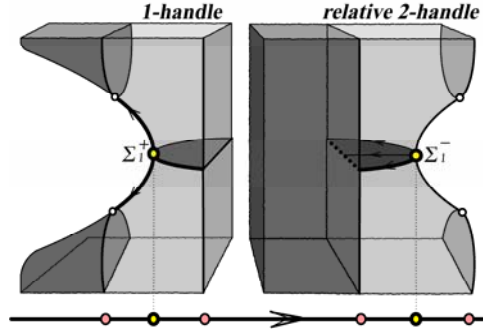 1-handle
relative 2-handle
Σ₁⁺
Σ₁⁻